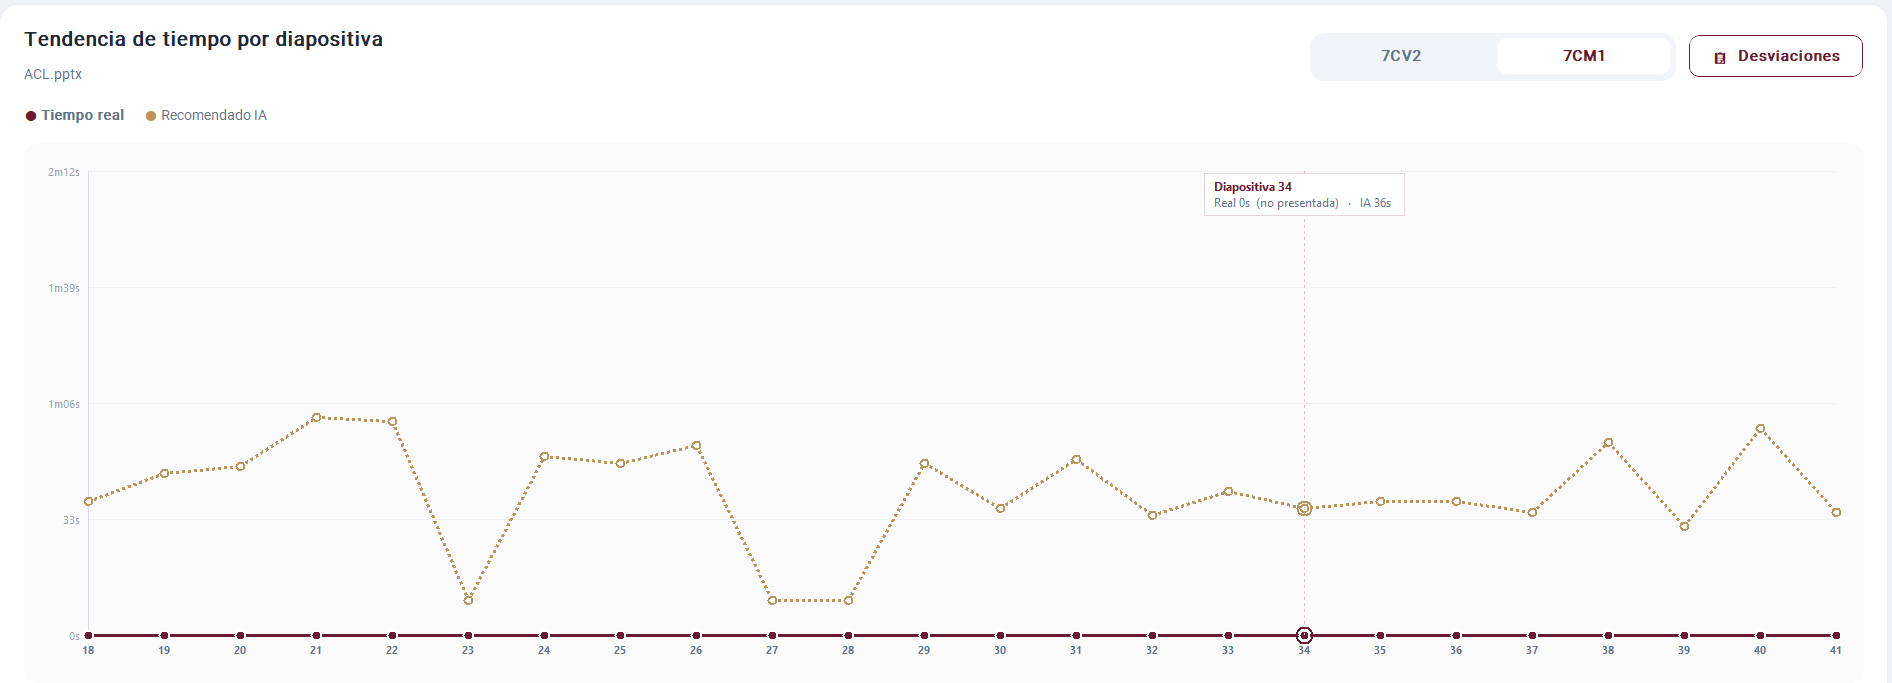 Tendencia de tiempo por diapositiva
7CV2 7CM1 Desviaciones
ACL.pptx
Tiempo real Recomendado IA
2m12s
Diapositiva 34
Real 0s (no presentada) · IA 36s
1m39s
1m06s
33s
0s
18 19 20 21 22 23 24 25 26 27 28 29 30 31 32 33 34 35 36 37 38 39 40 41